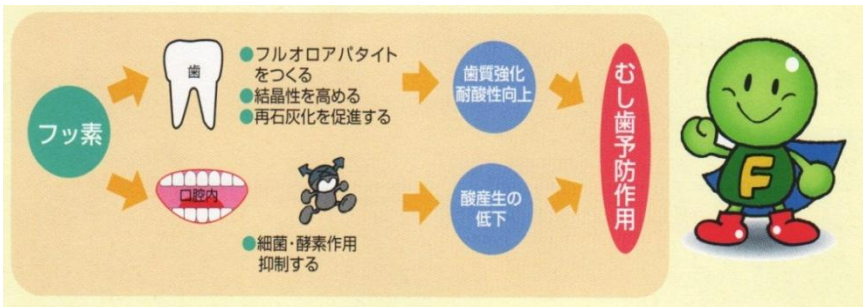 フッ素
歯
●フルオロアパタイト
をつくる
●結晶性を高める
●再石灰化を促進する
歯質強化
耐酸性向上
口腔内
●細菌・酵素作用
抑制する
酸産生の
低下
むし歯予防作用
F